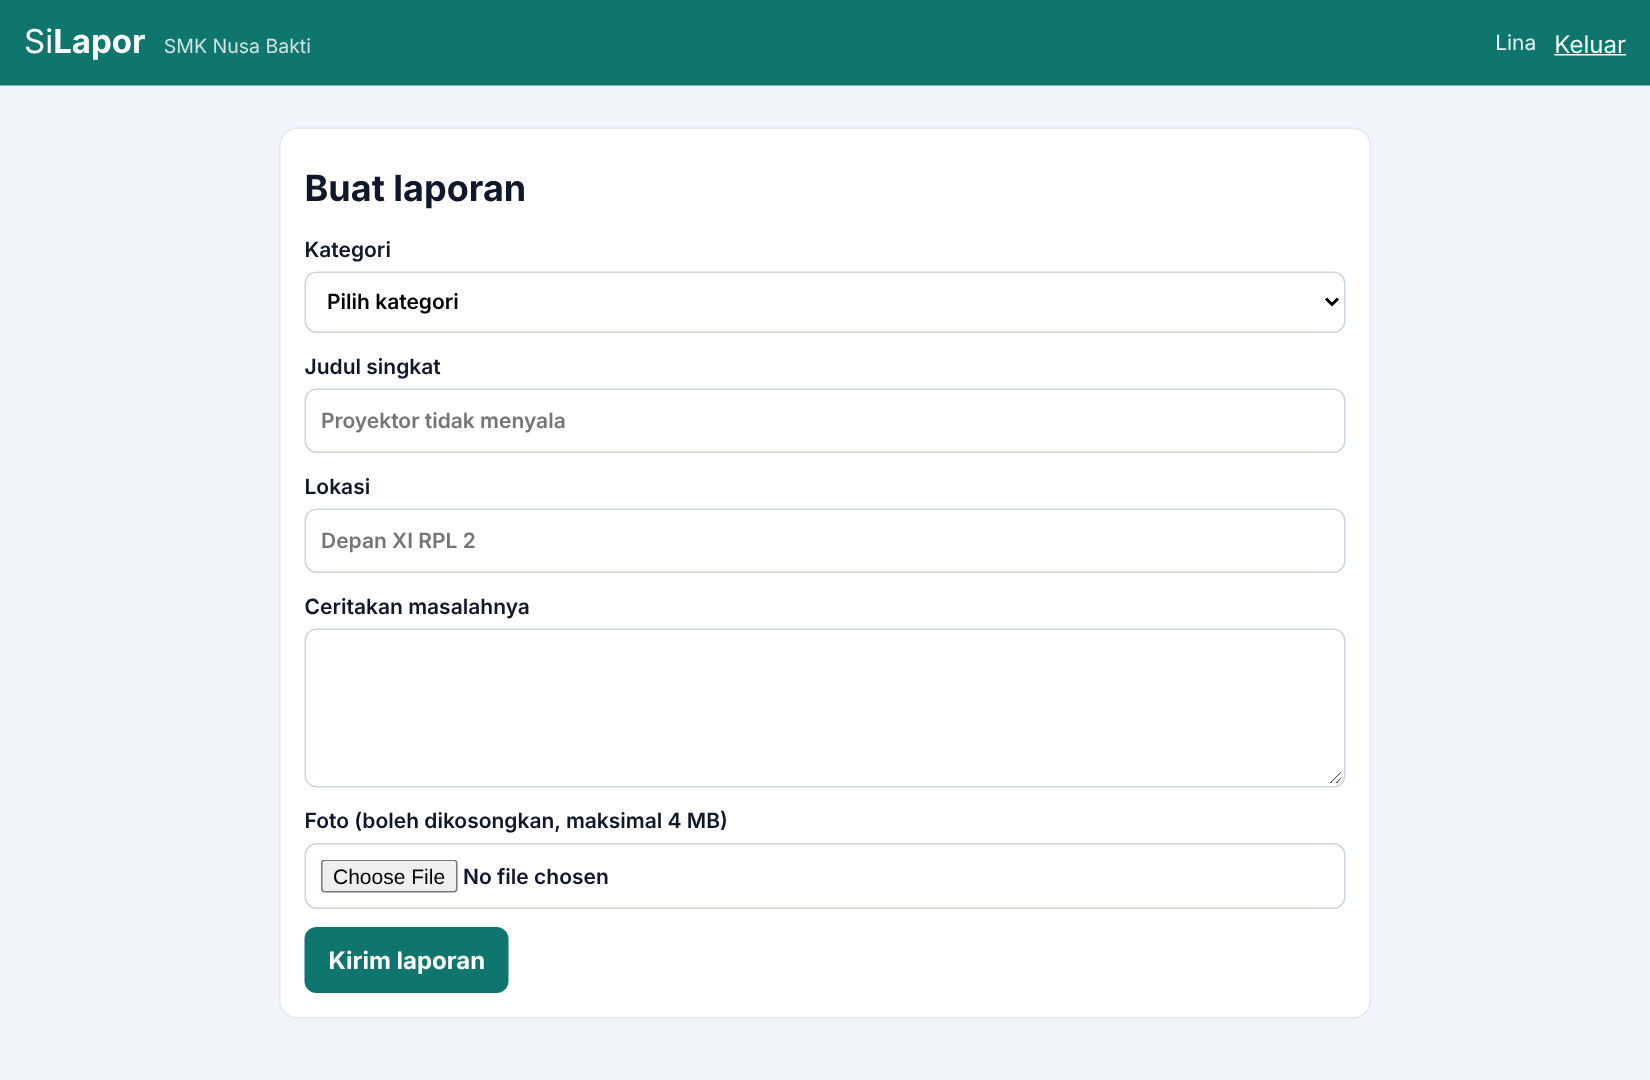 SiLapor SMK Nusa Bakti Lina Keluar
Buat laporan
Kategori
Pilih kategori
Judul singkat
Proyektor tidak menyala
Lokasi
Depan XI RPL 2
Ceritakan masalahnya
Foto (boleh dikosongkan, maksimal 4 MB)
Choose File No file chosen
Kirim laporan